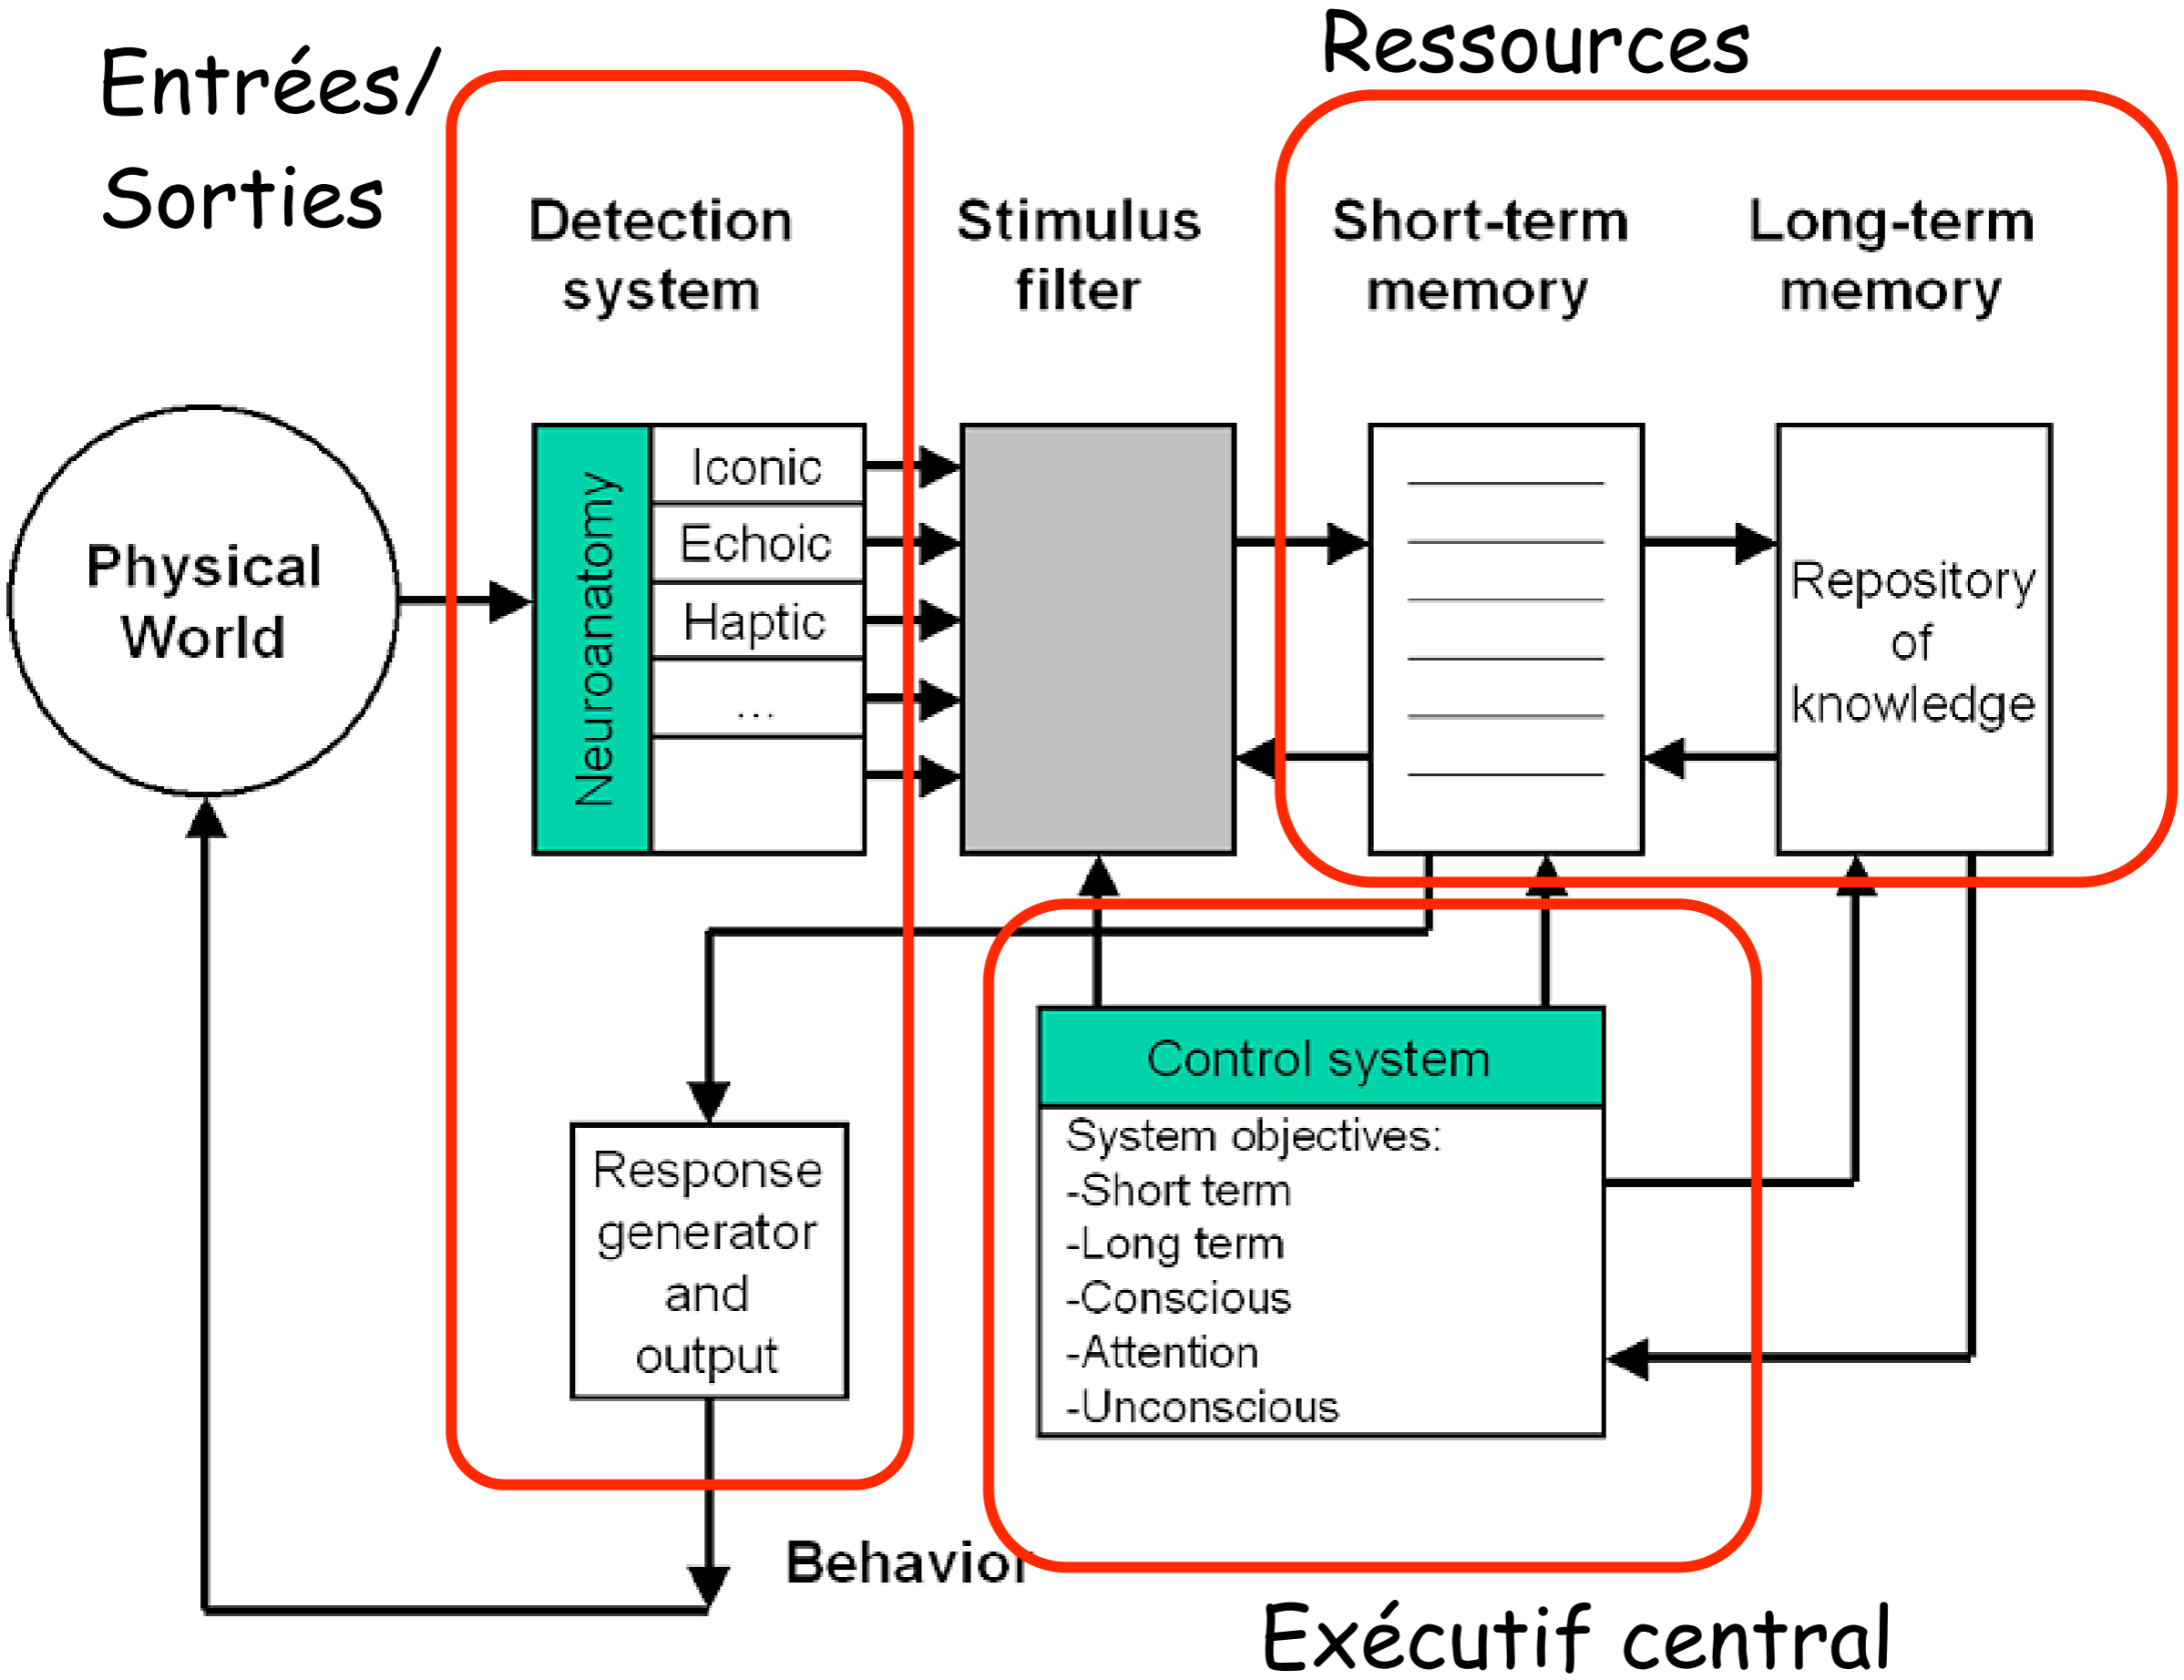 Entrées/
Sorties
Ressources
Detection
system
Stimulus
filter
Short-term
memory
Long-term
memory
Physical
World
Neuroanatomy
Iconic
Echoic
Haptic
...
Repository
of
knowledge
Control system
System objectives:
-Short term
-Long term
-Conscious
-Attention
-Unconscious
Response
generator
and
output
Behavior
Exécutif central